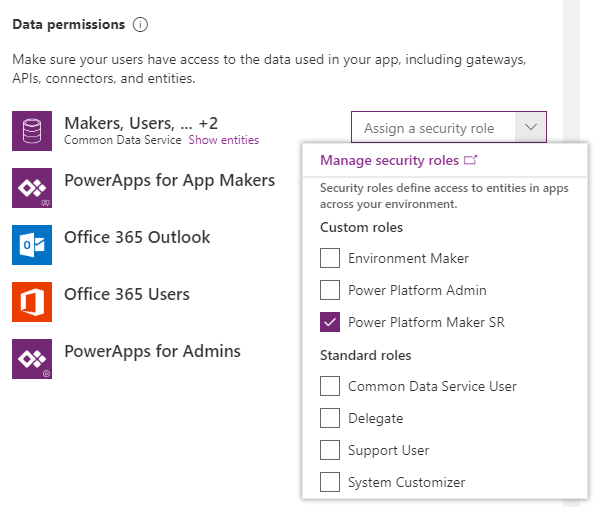 Data permissions
Make sure your users have access to the data used in your app, including gateways,
APIs, connectors, and entities.
Makers, Users, ... +2
Common Data Service Show entities
Assign a security role
PowerApps for App Makers
Office 365 Outlook
Office 365 Users
PowerApps for Admins
Manage security roles
Security roles define access to entities in apps
across your environment.
Custom roles
Environment Maker
Power Platform Admin
Power Platform Maker SR
Standard roles
Common Data Service User
Delegate
Support User
System Customizer